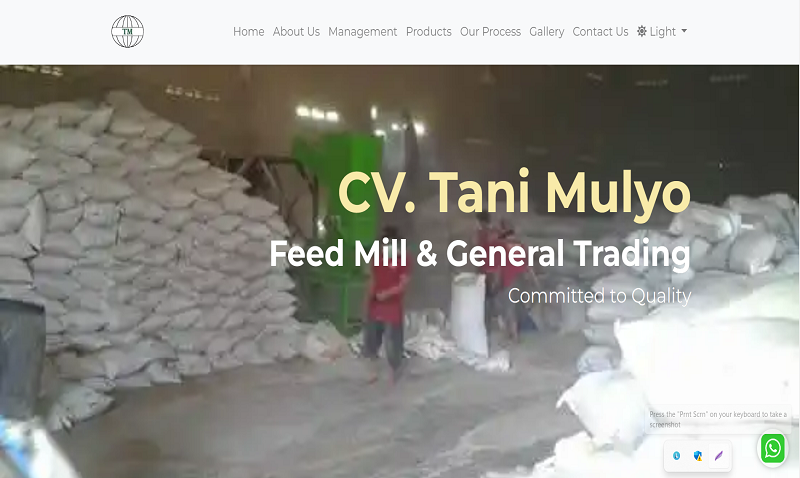 TM
Home About Us Management Products Our Process Gallery Contact Us Light
CV. Tani Mulyo
Feed Mill & General Trading
Committed to Quality
Press the "Prnt Scrn" on your keyboard to take a
screenshot